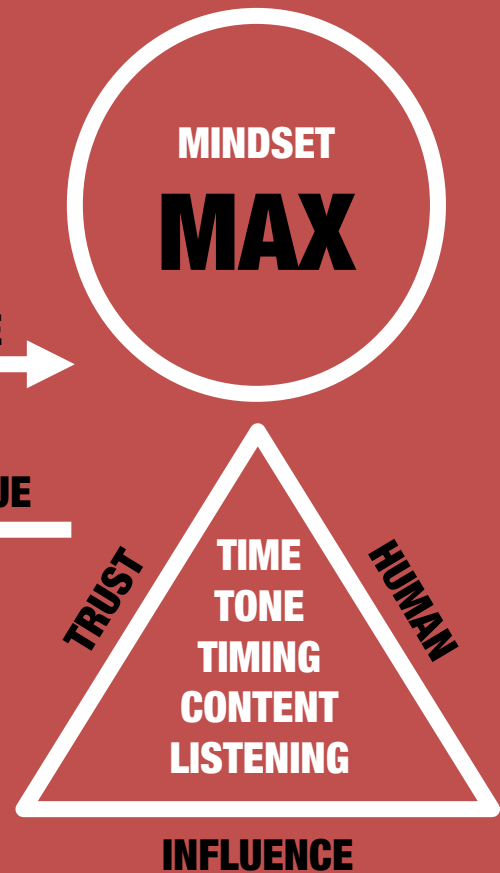 MINDSET
MAX
TRUST
HUMAN
TIME
TONE
TIMING
CONTENT
LISTENING
INFLUENCE